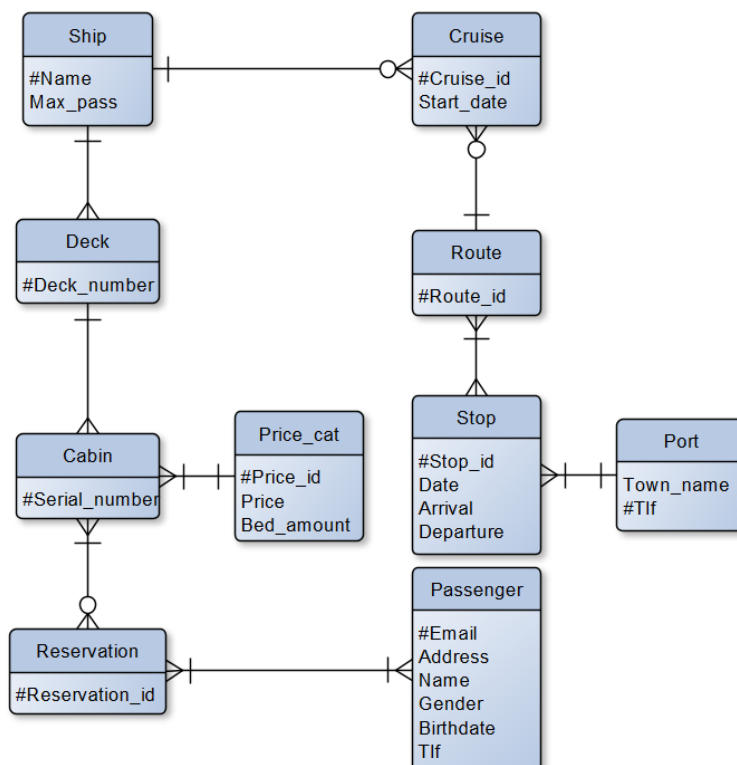 Ship
#Name
Max_pass
Cruise
#Cruise_id
Start_date
Deck
#Deck_number
Route
#Route_id
Cabin
#Serial_number
Price_cat
#Price_id
Price
Bed_amount
Stop
#Stop_id
Date
Arrival
Departure
Port
Town_name
#Tlf
Reservation
#Reservation_id
Passenger
#Email
Address
Name
Gender
Birthdate
Tlf